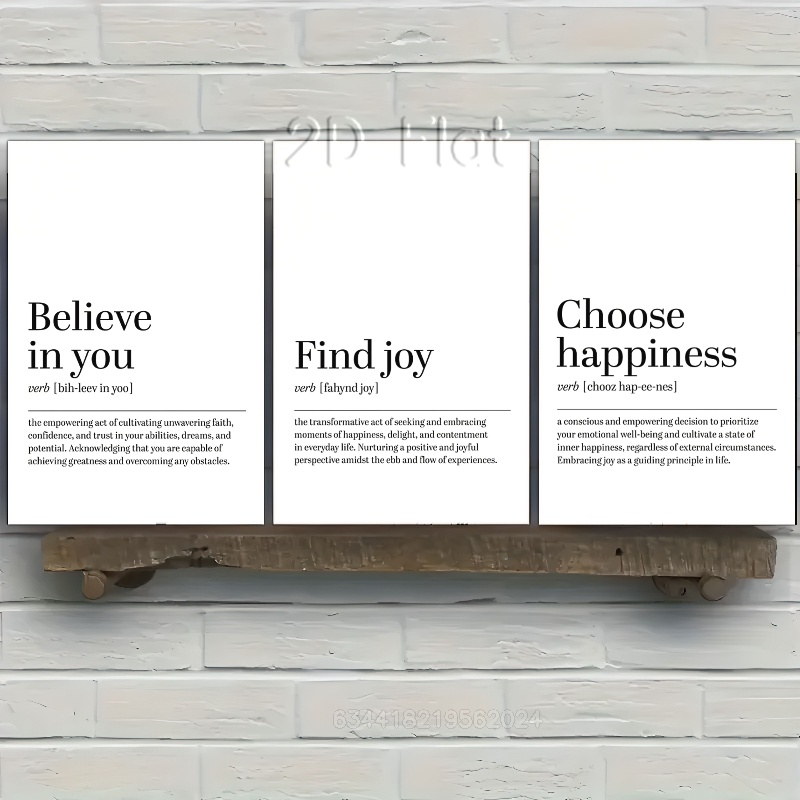 2D Flat
Believe
in you
verb [bih-leev in yoo]
the empowering act of cultivating unwavering faith,
confidence, and trust in your abilities, dreams, and
potential. Acknowledging that you are capable of
achieving greatness and overcoming any obstacles.
Find joy
verb [fahynd joy]
the transformative act of seeking and embracing
moments of happiness, delight, and contentment
in everyday life. Nurturing a positive and joyful
perspective amidst the ebb and flow of experiences.
Choose
happiness
verb [chooz hap-ee-nes]
a conscious and empowering decision to prioritize
your emotional well-being and cultivate a state of
inner happiness, regardless of external circumstances.
Embracing joy as a guiding principle in life.
634418219562024